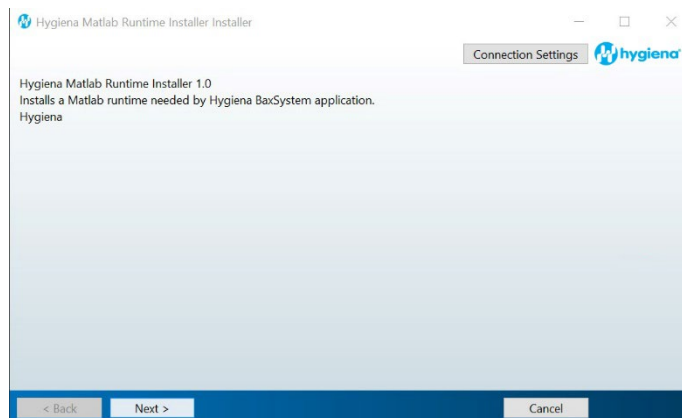 Hygiena Matlab Runtime Installer Installer
Connection Settings
hygiena
Hygiena Matlab Runtime Installer 1.0
Installs a Matlab runtime needed by Hygiena BaxSystem application.
Hygiena
< Back
Next >
Cancel